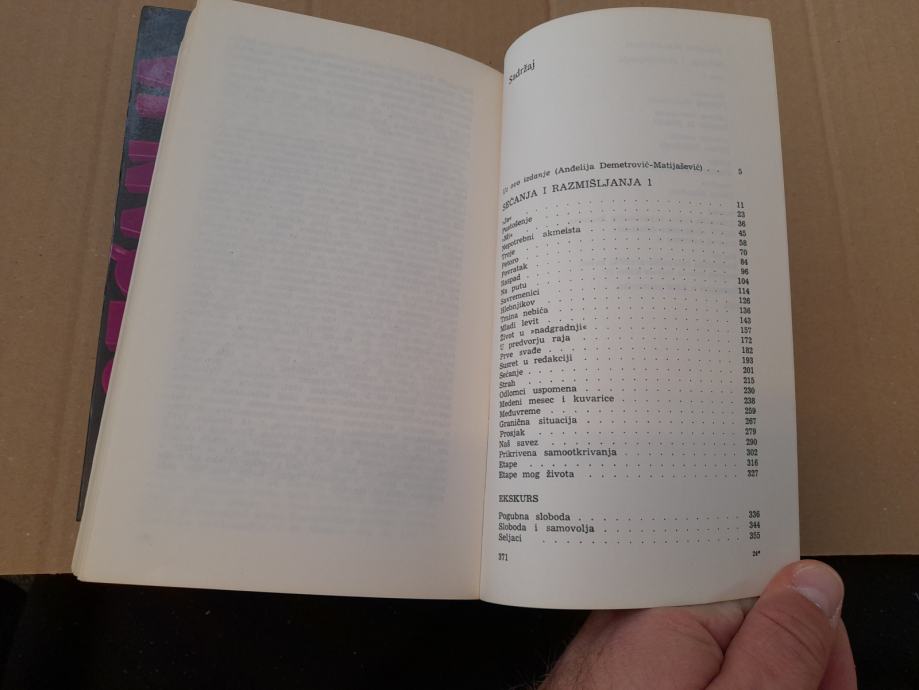 Sadržaj
Uz ovo izdanje (Anđelija Demetrović-Matijašević) . . 5
SEĆANJA I RAZMIŠLJANJA 1
»Ja« . . . . . . . . . . . . 11
Pustošenje . . . . . . . . . . . . 23
»Mi« . . . . . . . . . . . . 36
Nepotrebni akmeista . . . . . . . . . . . . 45
Troje . . . . . . . . . . . . 58
Petoro . . . . . . . . . . . . 70
Povratak . . . . . . . . . . . . 84
Raspad . . . . . . . . . . . . 96
Na putu . . . . . . . . . . . . 104
Savremenici . . . . . . . . . . . . 114
Hlebnjikov . . . . . . . . . . . . 126
Tmina nebića . . . . . . . . . . . . 136
Mladi levit . . . . . . . . . . . . 143
Život u »nadgradnji« . . . . . . . . . . . . 157
U predvorju raja . . . . . . . . . . . . 172
Prve svađe . . . . . . . . . . . . 182
Susret u redakciji . . . . . . . . . . . . 193
Sećanje . . . . . . . . . . . . 201
Strah . . . . . . . . . . . . 215
Odlomci uspomena . . . . . . . . . . . . 230
Medeni mesec i kuvarice . . . . . . . . . . . . 238
Međuvreme . . . . . . . . . . . . 259
Granična situacija . . . . . . . . . . . . 267
Prosjak . . . . . . . . . . . . 279
Naš savez . . . . . . . . . . . . 290
Prikrivena samootkrivanja . . . . . . . . . . . . 302
Etape . . . . . . . . . . . . 316
Etape mog života . . . . . . . . . . . . 327
EKSKURS
Pogubna sloboda . . . . . . . . . . . . 336
Sloboda i samovolja . . . . . . . . . . . . 344
Seljaci . . . . . . . . . . . . 355
371 24*